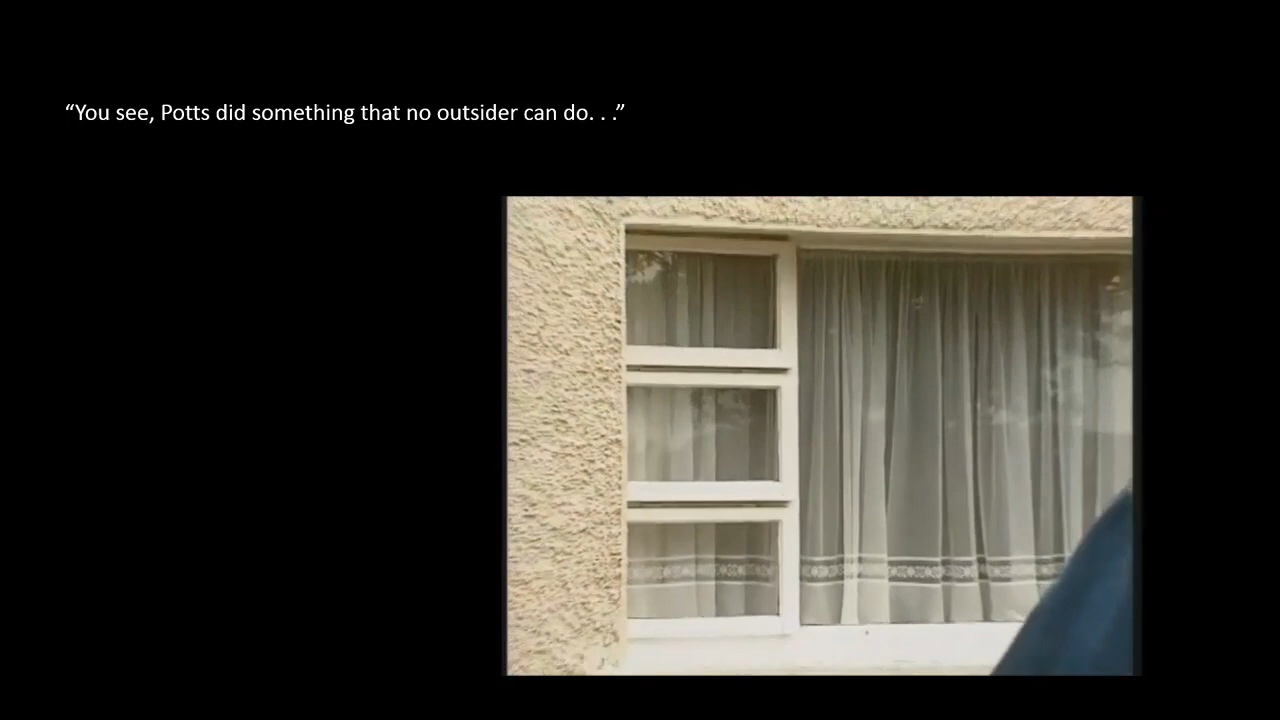 “You see, Potts did something that no outsider can do. . .”